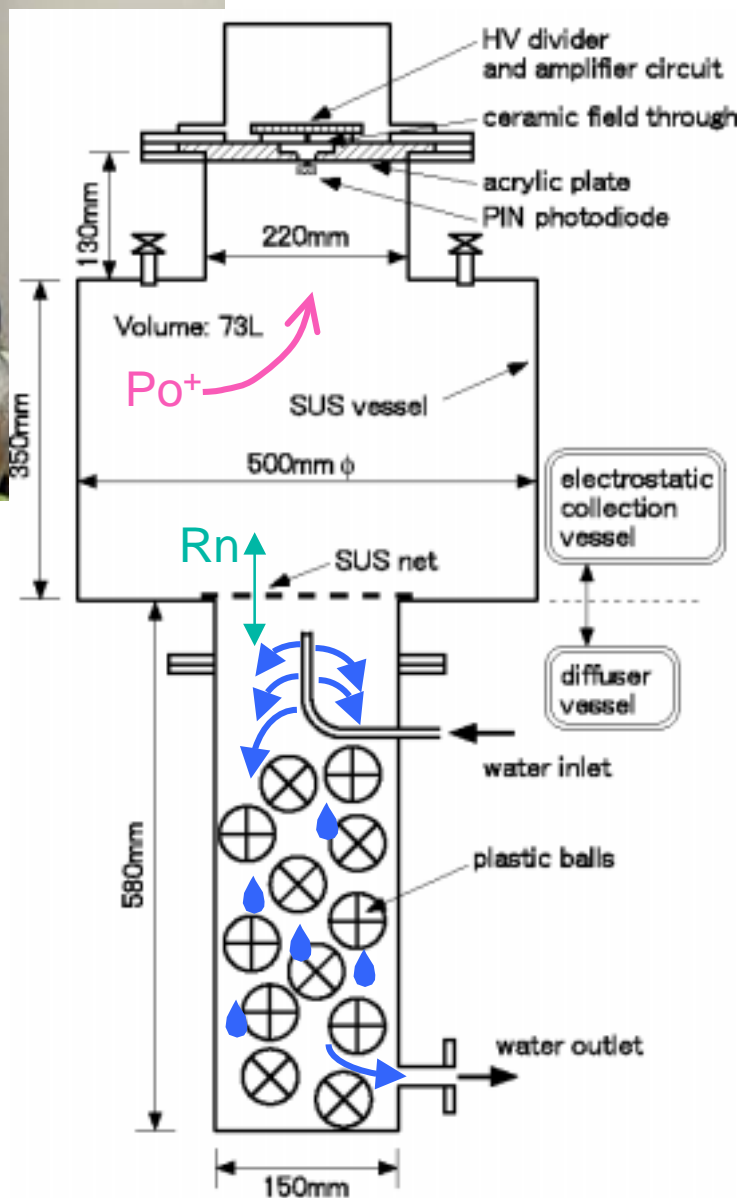 HV divider
and amplifier circuit
ceramic field through
acrylic plate
PIN photodiode
130mm
220mm
Volume: 73L
Po+
SUS vessel
350mm
500mm ϕ
electrostatic
collection
vessel
Rn
SUS net
diffuser
vessel
water inlet
580mm
plastic balls
water outlet
150mm